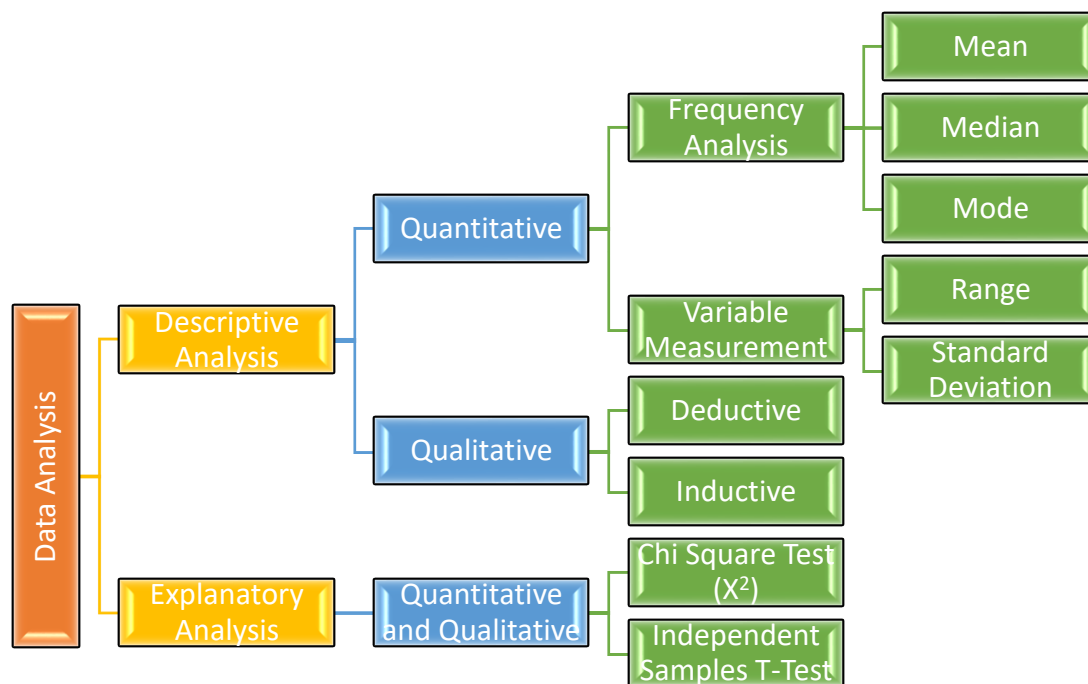 Data Analysis
Descriptive
Analysis
Quantitative
Frequency
Analysis
Mean
Median
Mode
Variable
Measurement
Range
Standard
Deviation
Qualitative
Deductive
Inductive
Explanatory
Analysis
Quantitative
and Qualitative
Chi Square Test
(X²)
Independent
Samples T-Test